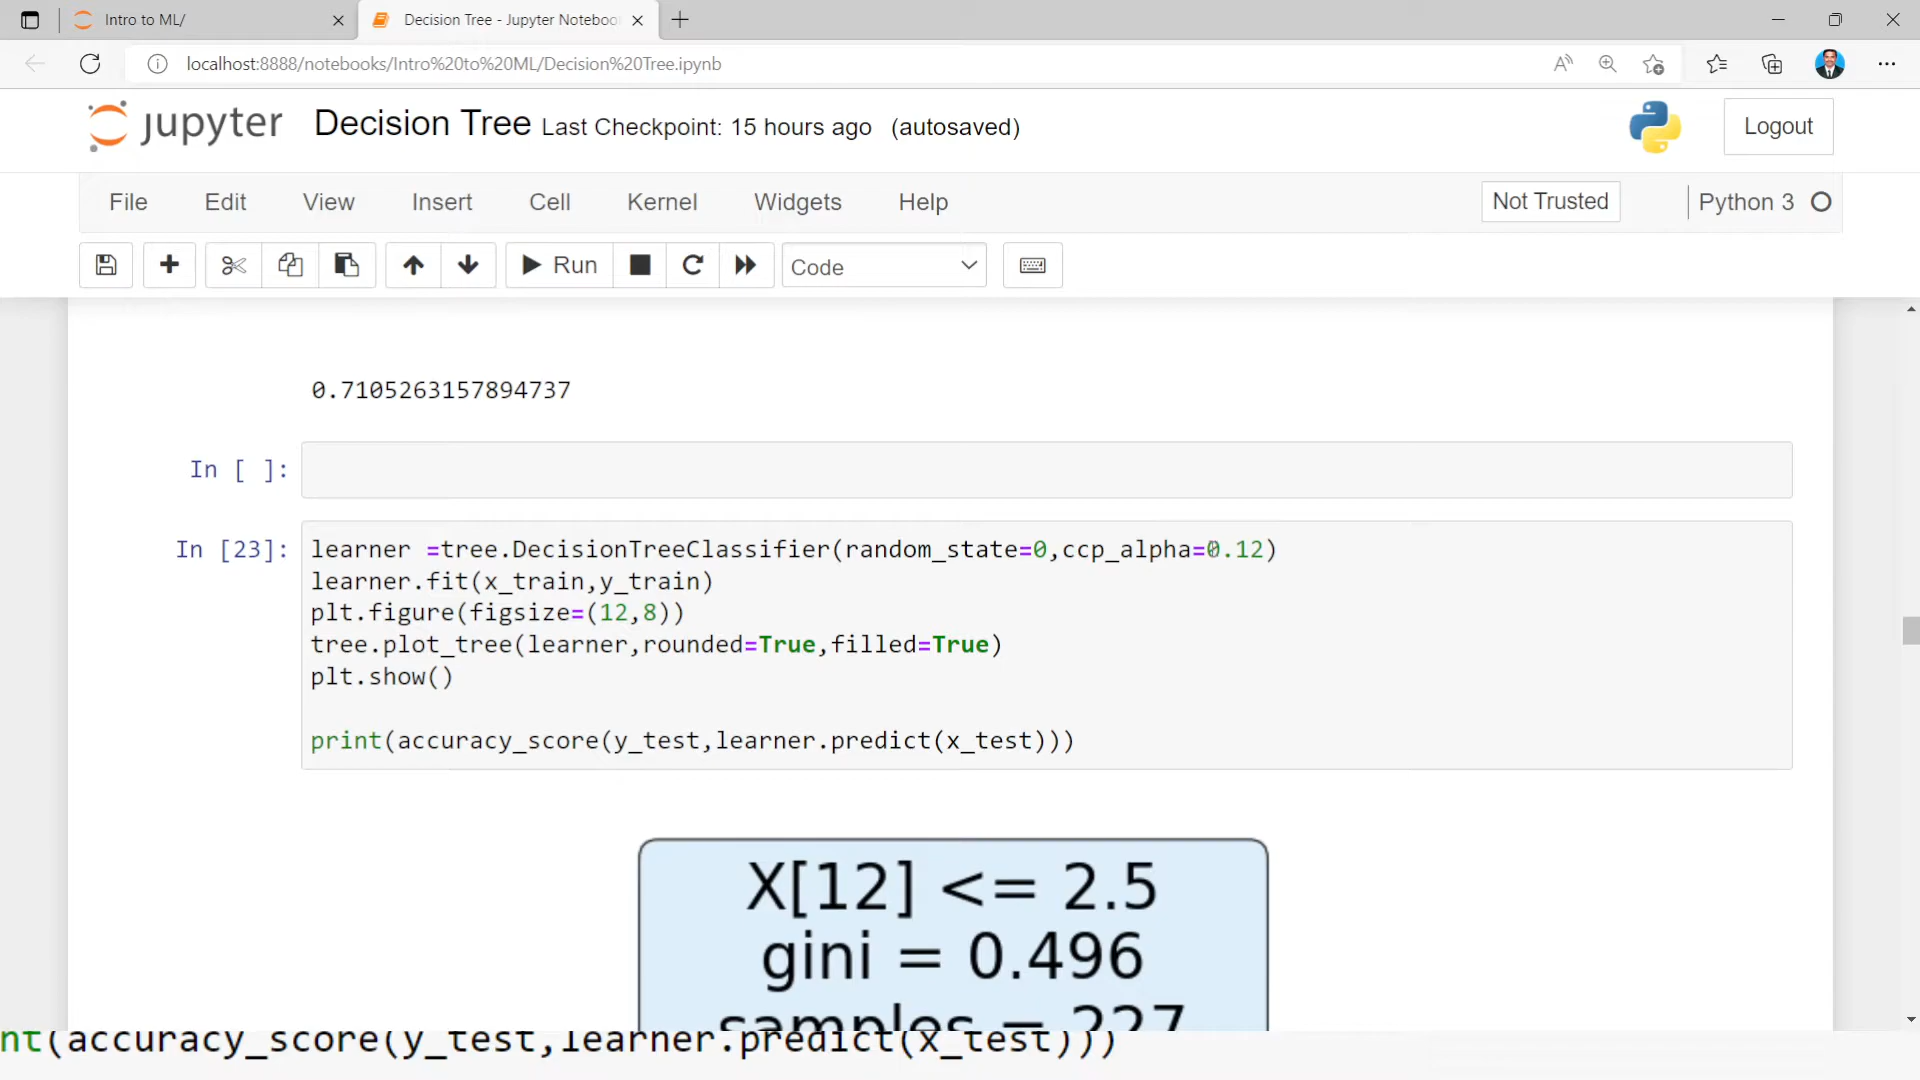 Intro to ML/
Decision Tree - Jupyter Notebook
localhost:8888/notebooks/Intro%20to%20ML/Decision%20Tree.ipynb
jupyter Decision Tree Last Checkpoint: 15 hours ago (autosaved)
Logout
File Edit View Insert Cell Kernel Widgets Help
Not Trusted
Python 3
Run
Code
0.7105263157894737
In [ ]:
In [23]:
learner =tree.DecisionTreeClassifier(random_state=0,ccp_alpha=0.12)
learner.fit(x_train,y_train)
plt.figure(figsize=(12,8))
tree.plot_tree(learner,rounded=True,filled=True)
plt.show()
print(accuracy_score(y_test,learner.predict(x_test)))
X[12] <= 2.5
gini = 0.496
samples = 227
nt(accuracy_score(y_test,learner.predict(x_test)))